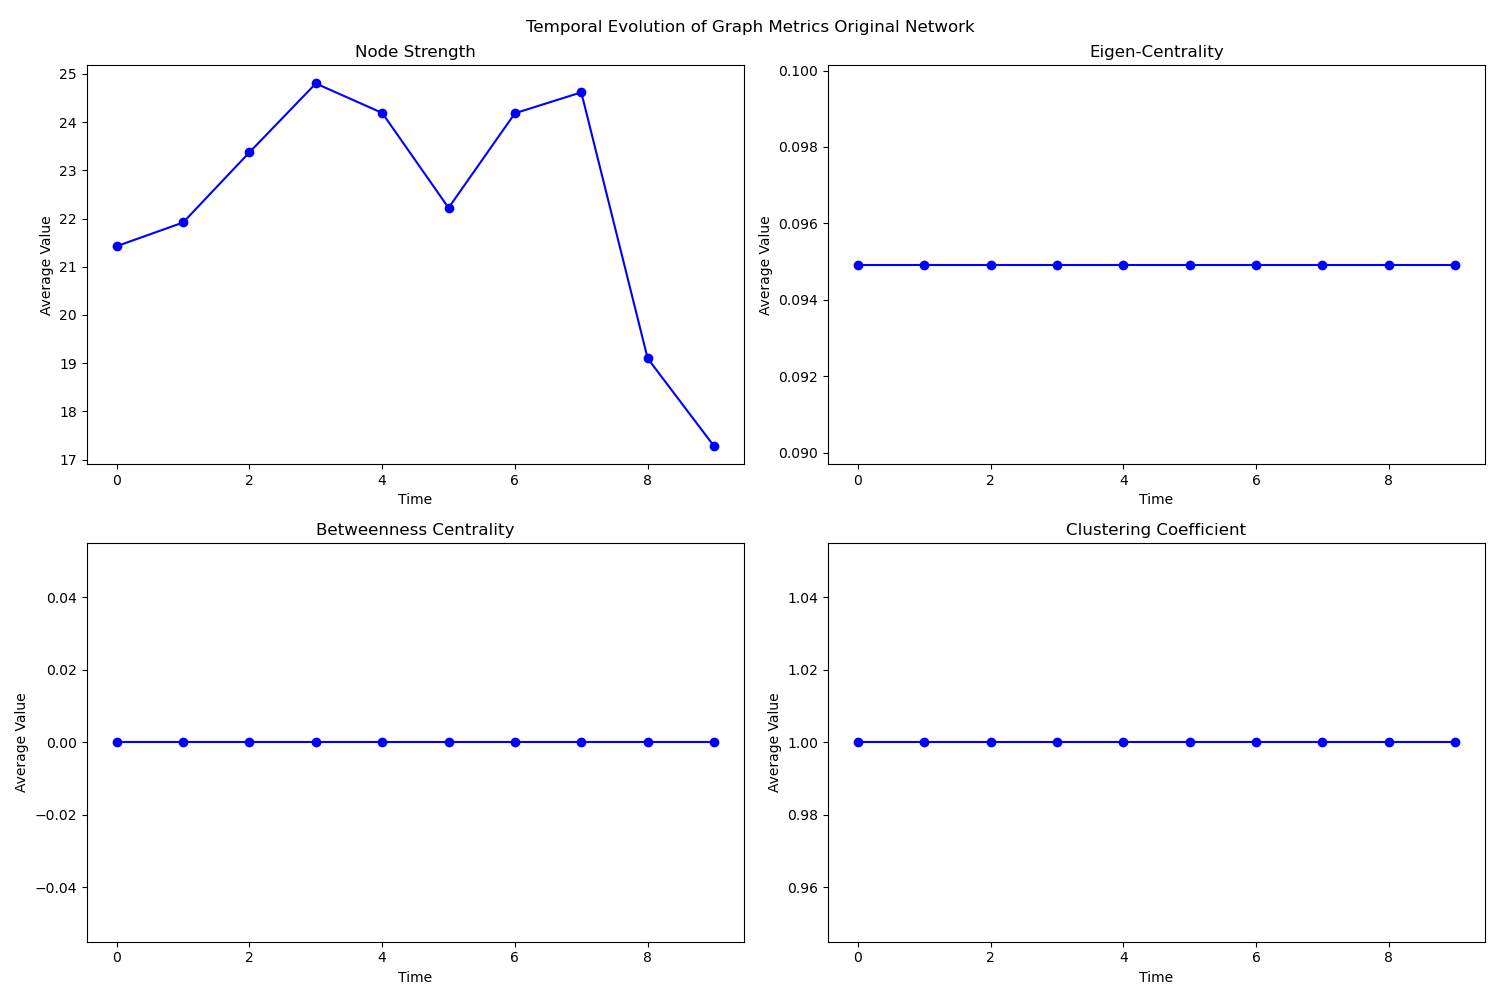 Temporal Evolution of Graph Metrics Original Network
Node Strength
25
24
23
22
21
20
19
18
17
Average Value
0 2 4 6 8
Time
Eigen-Centrality
0.100
0.098
0.096
0.094
0.092
0.090
Average Value
0 2 4 6 8
Time
Betweenness Centrality
0.04
0.02
0.00
−0.02
−0.04
Average Value
0 2 4 6 8
Time
Clustering Coefficient
1.04
1.02
1.00
0.98
0.96
Average Value
0 2 4 6 8
Time